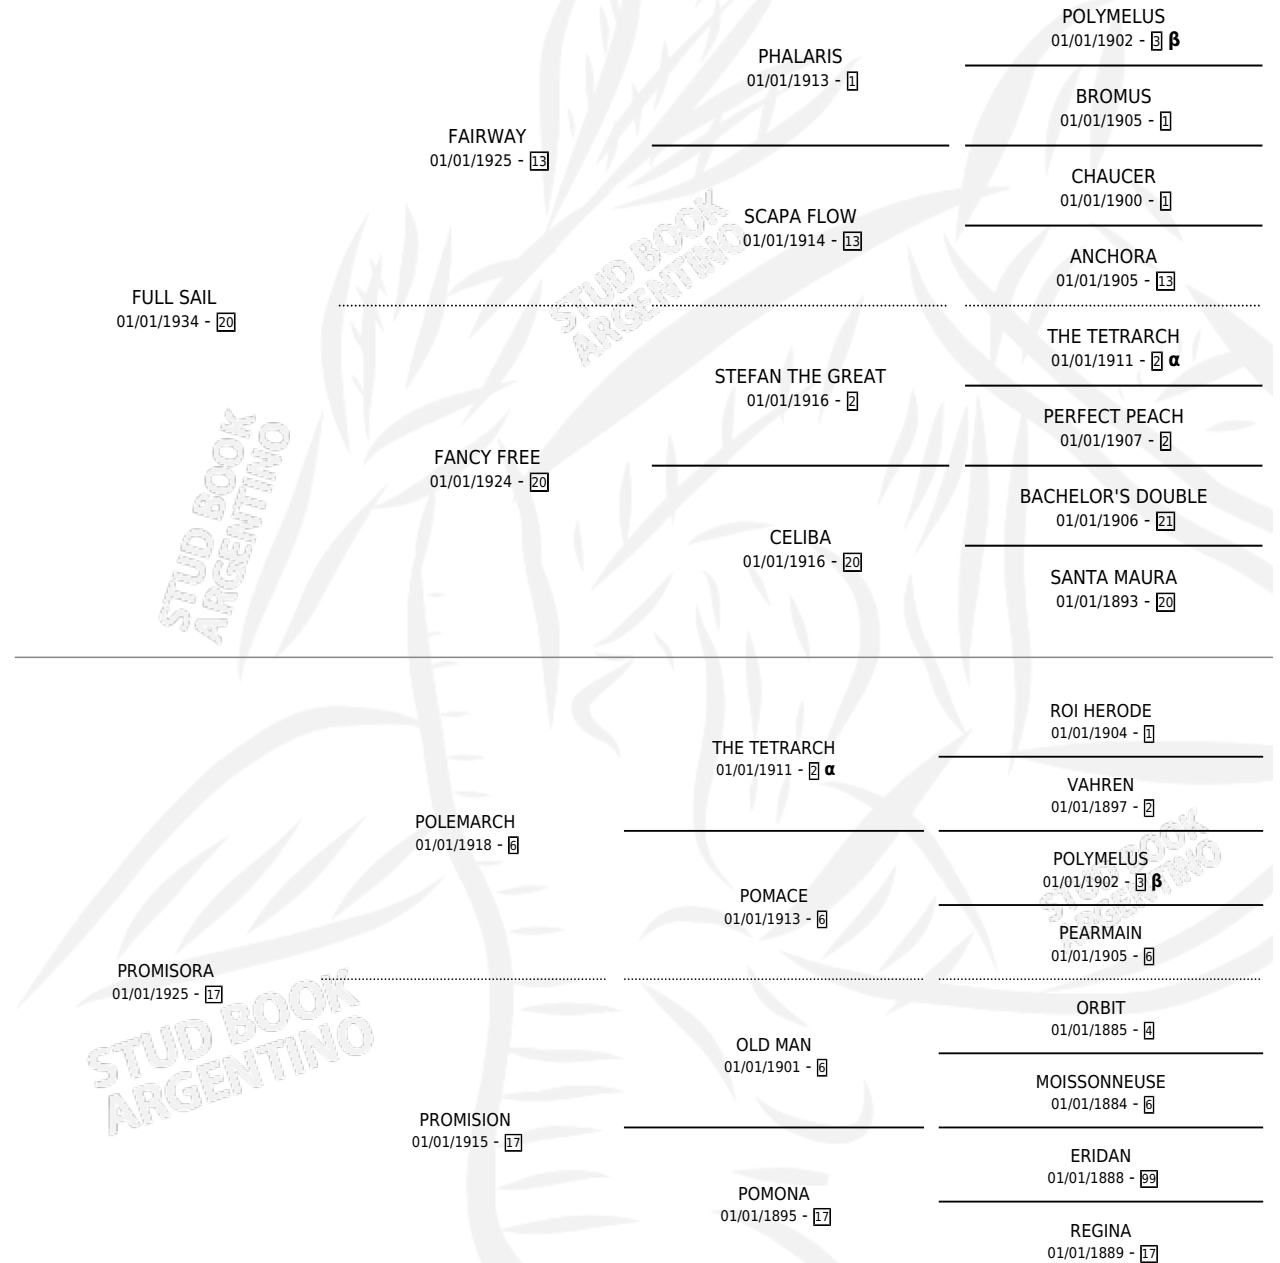 POLYMELUS
01/01/1902 - 3 β
PHALARIS
01/01/1913 - 1
BROMUS
01/01/1905 - 1
FAIRWAY
01/01/1925 - 13
CHAUCER
01/01/1900 - 1
SCAPA FLOW
01/01/1914 - 13
ANCHORA
01/01/1905 - 13
FULL SAIL
01/01/1934 - 20
THE TETRARCH
01/01/1911 - 2 α
STEFAN THE GREAT
01/01/1916 - 2
PERFECT PEACH
01/01/1907 - 2
FANCY FREE
01/01/1924 - 20
BACHELOR'S DOUBLE
01/01/1906 - 21
CELIBA
01/01/1916 - 20
SANTA MAURA
01/01/1893 - 20
ROI HERODE
01/01/1904 - 1
THE TETRARCH
01/01/1911 - 2 α
VAHREN
01/01/1897 - 2
POLEMARCH
01/01/1918 - 6
POLYMELUS
01/01/1902 - 3 β
POMACE
01/01/1913 - 6
PEARMAIN
01/01/1905 - 6
PROMISORA
01/01/1925 - 17
ORBIT
01/01/1885 - 4
OLD MAN
01/01/1901 - 6
MOISSONNEUSE
01/01/1884 - 6
PROMISION
01/01/1915 - 17
ERIDAN
01/01/1888 - 99
POMONA
01/01/1895 - 17
REGINA
01/01/1889 - 17
STUD BOOK
ARGENTINO
STUD BOOK
ARGENTINO
STUD BOOK
ARGENTINO
STUD BOOK
ARGENTINO